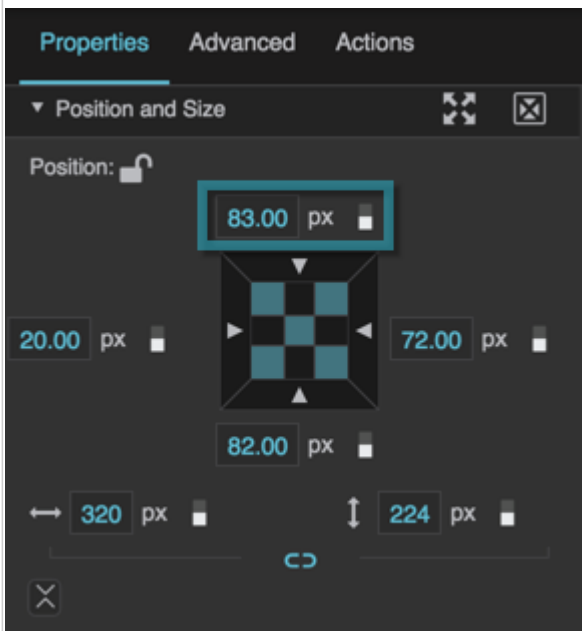 Properties Advanced Actions
Position and Size
Position:
83.00 px
20.00 px 72.00 px
82.00 px
320 px 224 px